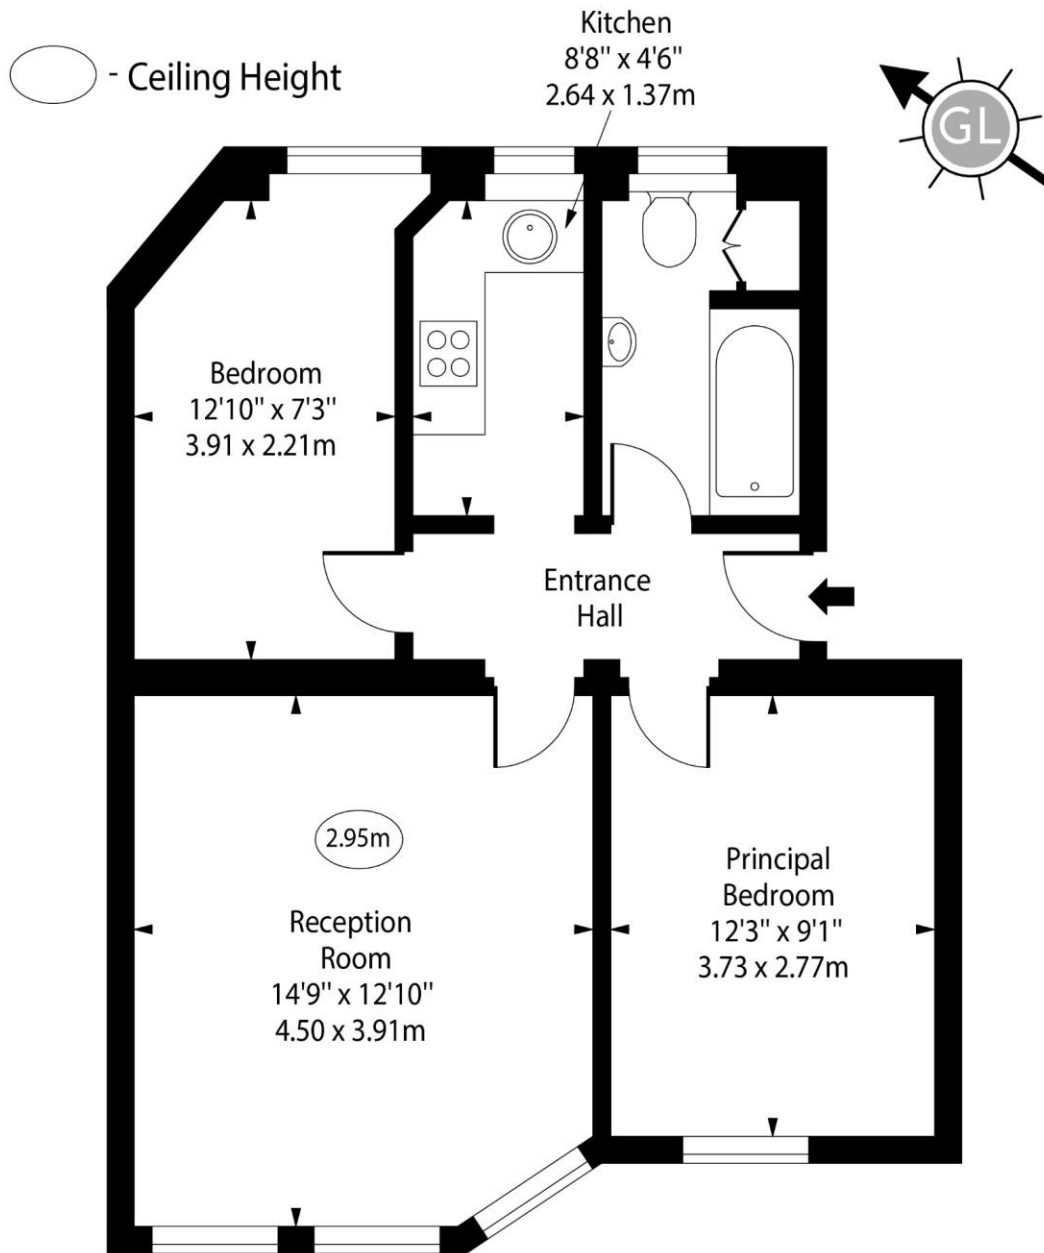 - Ceiling Height
Kitchen
8'8" x 4'6"
2.64 x 1.37m
GL
Bedroom
12'10" x 7'3"
3.91 x 2.21m
Entrance
Hall
2.95m
Reception
Room
14'9" x 12'10"
4.50 x 3.91m
Principal
Bedroom
12'3" x 9'1"
3.73 x 2.77m